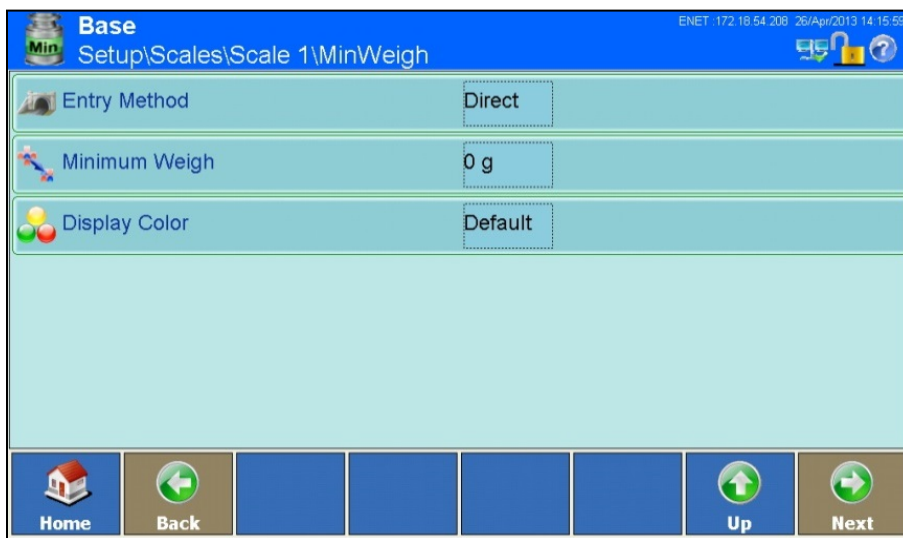 Base
ENET :172.18.54.208 26/Apr/2013 14:15:59
Setup\Scales\Scale 1\MinWeigh
Min
Entry Method Direct
Minimum Weigh 0 g
Display Color Default
Home Back Up Next